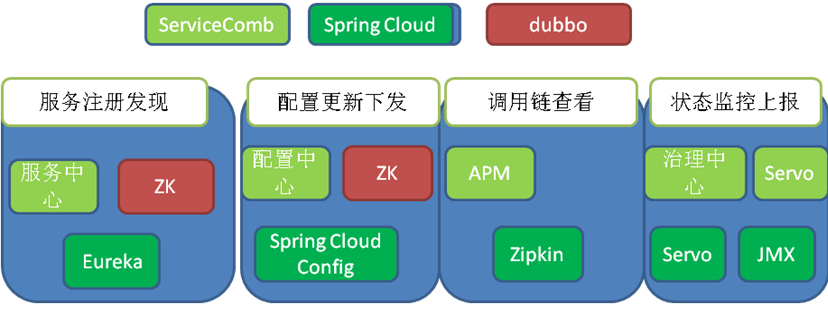 ServiceComb
Spring Cloud
dubbo
服务注册发现
配置更新下发
调用链查看
状态监控上报
服务中
心
ZK
Eureka
配置中
心
ZK
Spring Cloud
Config
APM
Zipkin
治理中
心
Servo
Servo
JMX